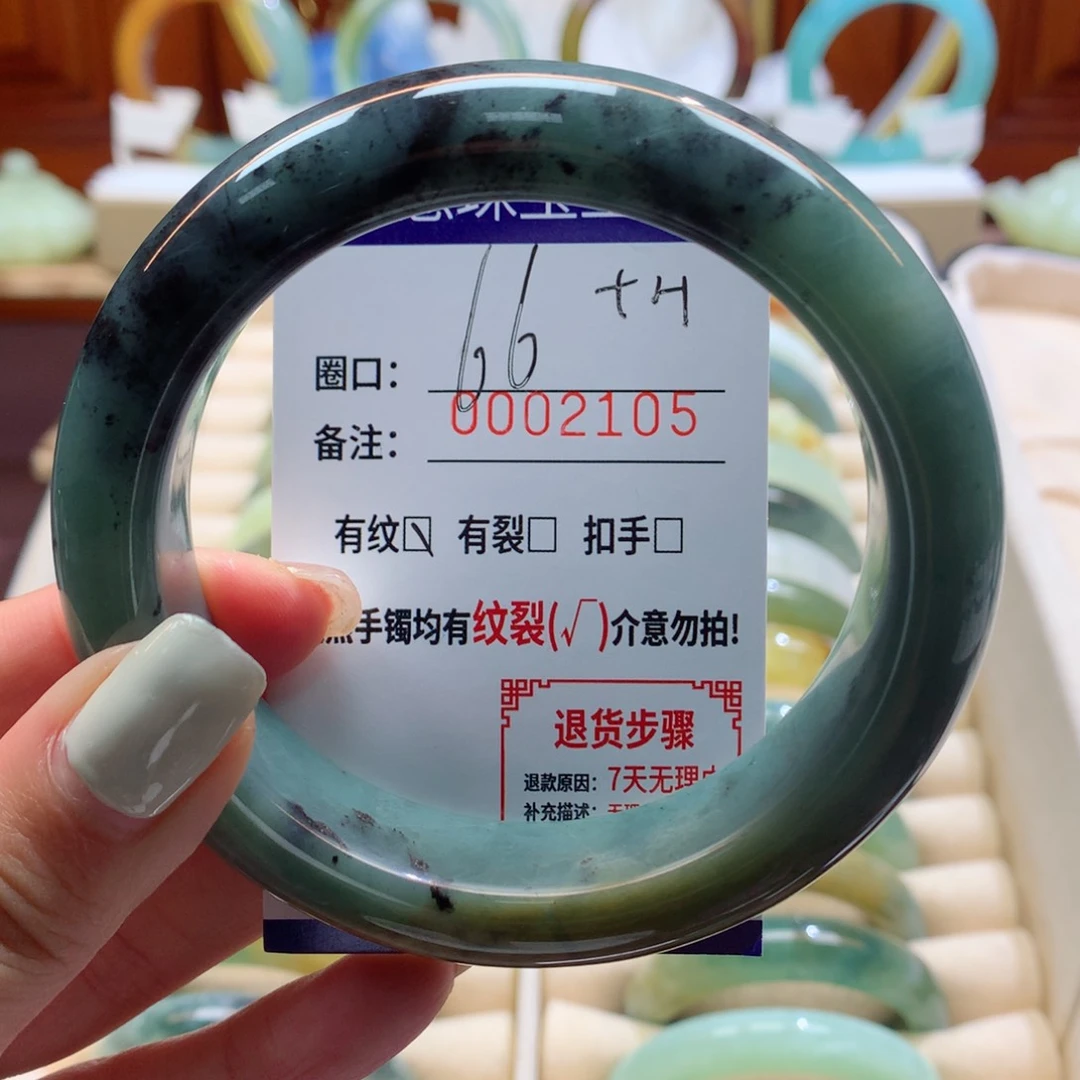 66 +H
圈口：
0002105
备注：
有纹☑ 有裂□ 扣手□
手镯均有纹裂(√)介意勿拍!
退货步骤
退款原因：7天无理
补充描述：